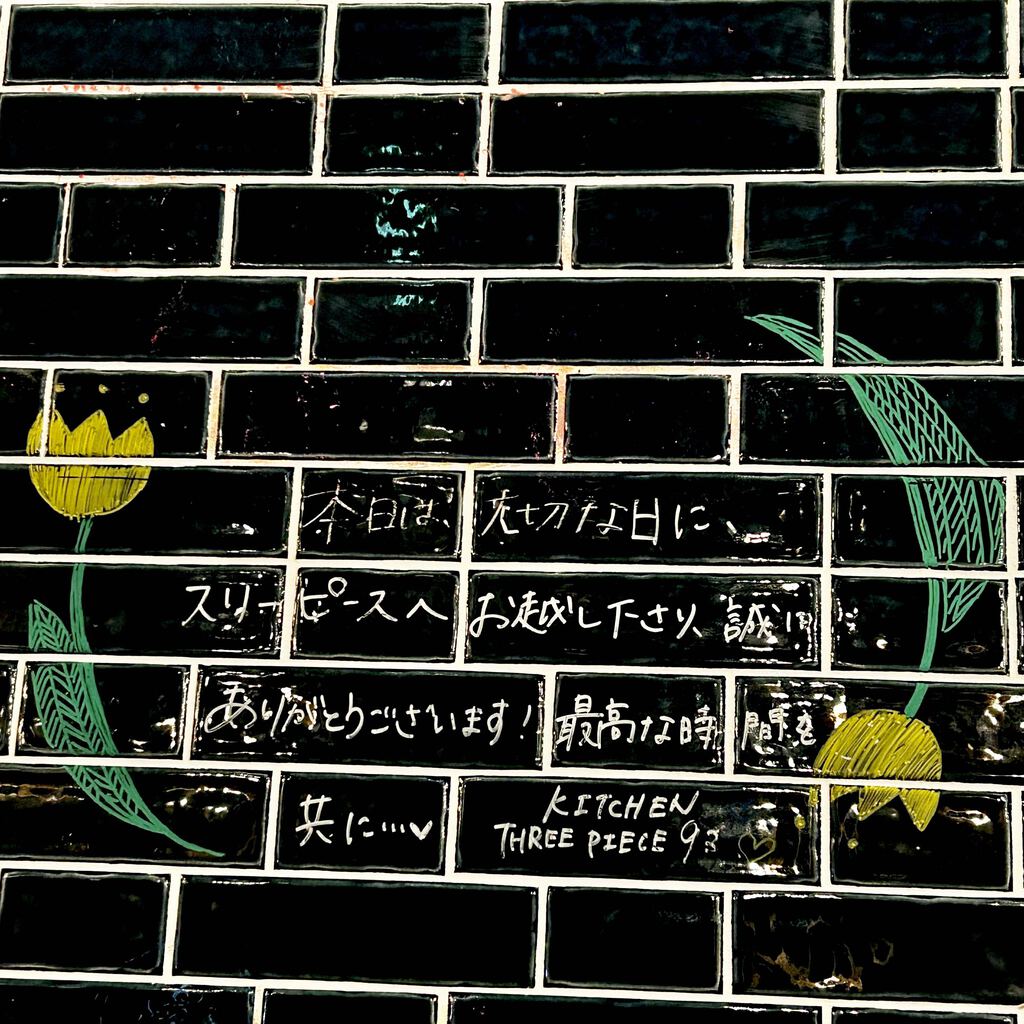 本日は、大切な日に、
スリーピースへお越し下さり、誠に
ありがとうございます！最高な時間を
共に…♥
KITCHEN
THREE PIECE